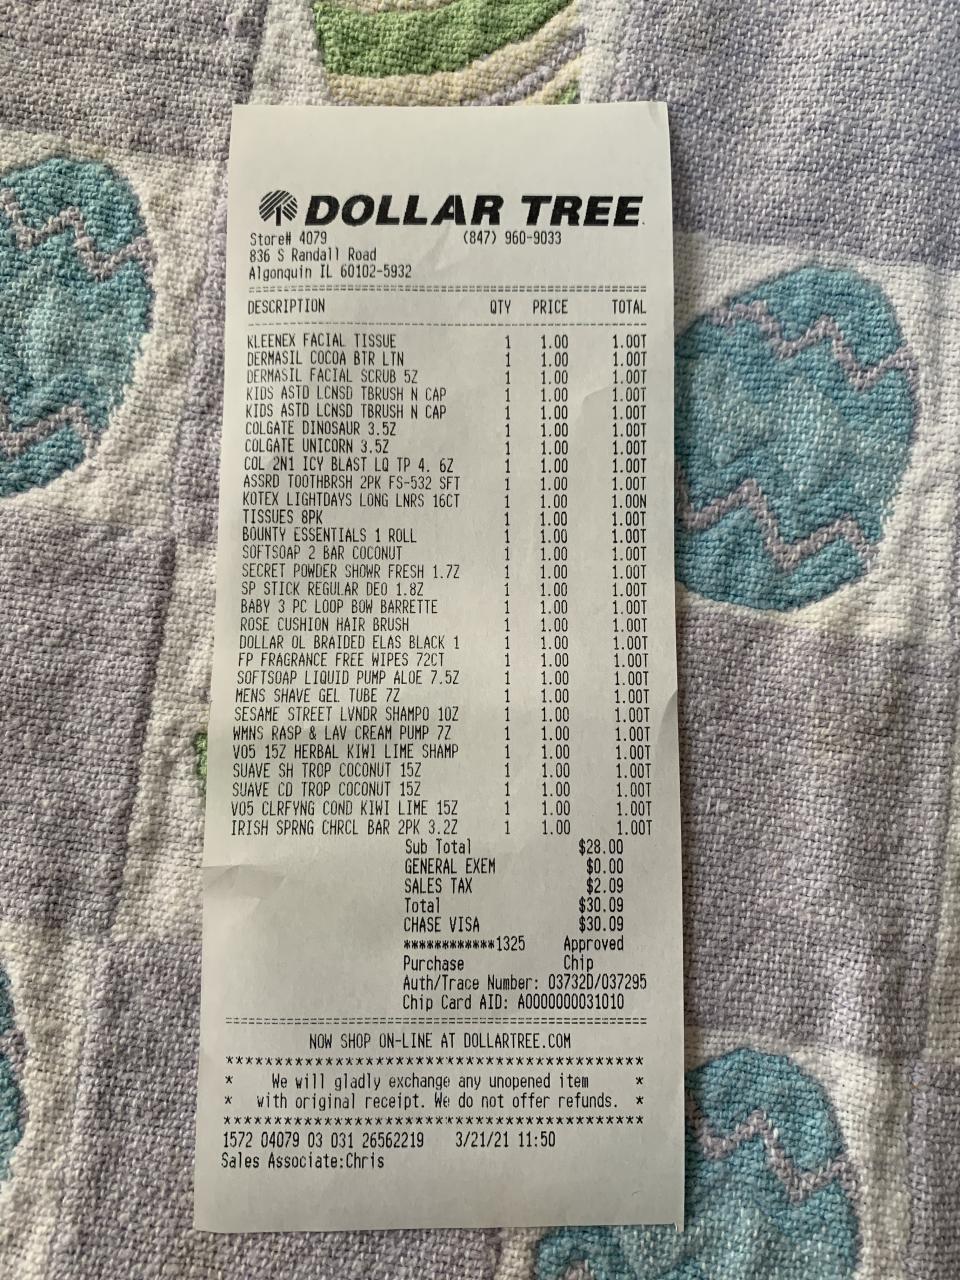 DOLLAR TREE
Store# 4079 (847) 960-9033
836 S Randall Road
Algonquin IL 60102-5932
================================================
DESCRIPTION QTY PRICE TOTAL
------------------------------------------------
KLEENEX FACIAL TISSUE 1 1.00 1.00T
DERMASIL COCOA BTR LTN 1 1.00 1.00T
DERMASIL FACIAL SCRUB 5Z 1 1.00 1.00T
KIDS ASTD LCNSD TBRUSH N CAP 1 1.00 1.00T
KIDS ASTD LCNSD TBRUSH N CAP 1 1.00 1.00T
COLGATE DINOSAUR 3.5Z 1 1.00 1.00T
COLGATE UNICORN 3.5Z 1 1.00 1.00T
COL 2N1 ICY BLAST LQ TP 4. 6Z 1 1.00 1.00T
ASSRD TOOTHBRSH 2PK FS-532 SFT 1 1.00 1.00T
KOTEX LIGHTDAYS LONG LNRS 16CT 1 1.00 1.00N
TISSUES 8PK 1 1.00 1.00T
BOUNTY ESSENTIALS 1 ROLL 1 1.00 1.00T
SOFTSOAP 2 BAR COCONUT 1 1.00 1.00T
SECRET POWDER SHOWR FRESH 1.7Z 1 1.00 1.00T
SP STICK REGULAR DEO 1.8Z 1 1.00 1.00T
BABY 3 PC LOOP BOW BARRETTE 1 1.00 1.00T
ROSE CUSHION HAIR BRUSH 1 1.00 1.00T
DOLLAR OL BRAIDED ELAS BLACK 1 1 1.00 1.00T
FP FRAGRANCE FREE WIPES 72CT 1 1.00 1.00T
SOFTSOAP LIQUID PUMP ALOE 7.5Z 1 1.00 1.00T
MENS SHAVE GEL TUBE 7Z 1 1.00 1.00T
SESAME STREET LVNDR SHAMPO 10Z 1 1.00 1.00T
WMNS RASP & LAV CREAM PUMP 7Z 1 1.00 1.00T
VO5 15Z HERBAL KIWI LIME SHAMP 1 1.00 1.00T
SUAVE SH TROP COCONUT 15Z 1 1.00 1.00T
SUAVE CD TROP COCONUT 15Z 1 1.00 1.00T
VO5 CLRFYNG COND KIWI LIME 15Z 1 1.00 1.00T
IRISH SPRNG CHRCL BAR 2PK 3.2Z 1 1.00 1.00T
Sub Total $28.00
GENERAL EXEM $0.00
SALES TAX $2.09
Total $30.09
CHASE VISA $30.09
************1325 Approved
Purchase Chip
Auth/Trace Number: 03732D/037295
Chip Card AID: A0000000031010
================================================
NOW SHOP ON-LINE AT DOLLARTREE.COM
******************************************
* We will gladly exchange any unopened item *
* with original receipt. We do not offer refunds. *
******************************************
1572 04079 03 031 26562219 3/21/21 11:50
Sales Associate:Chris